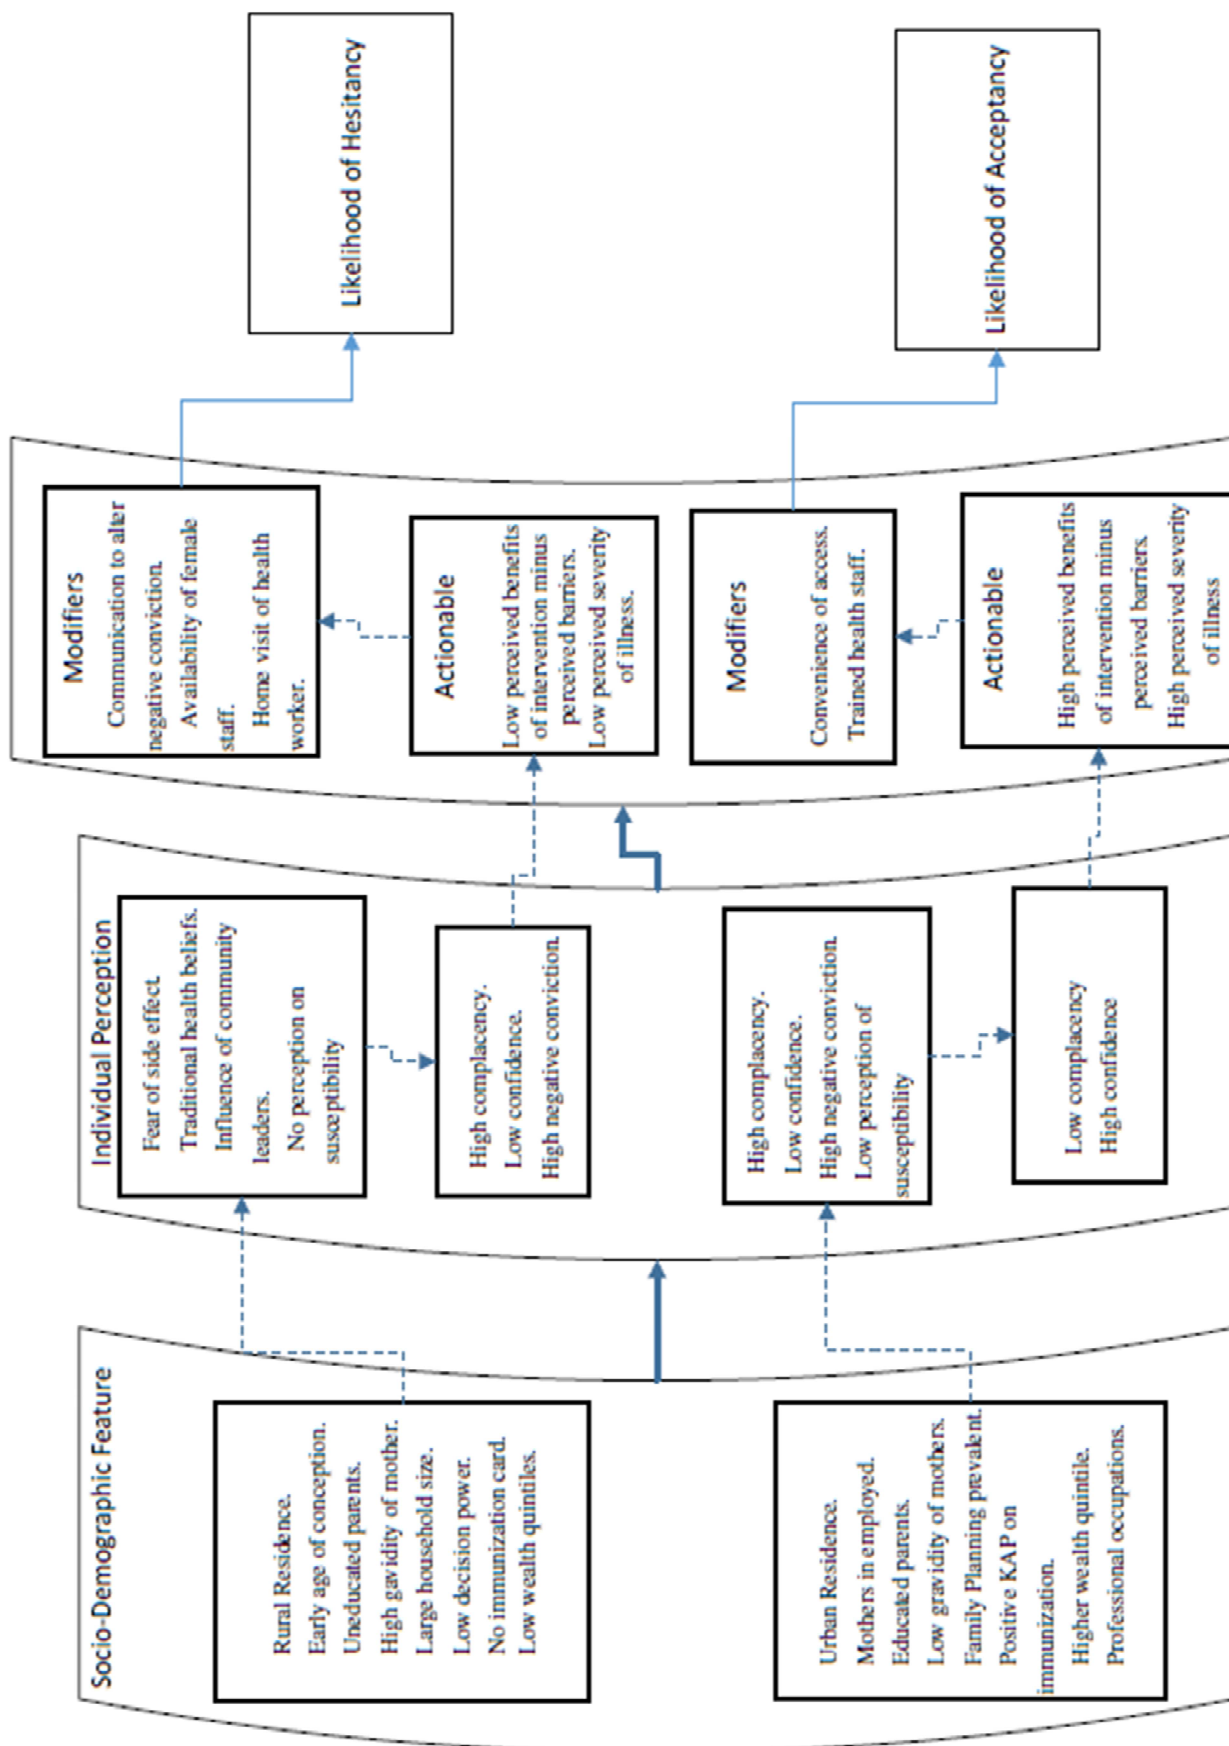 Socio-Demographic Feature
Rural Residence.
Early age of conception.
Uneducated parents.
High gavidity of mother.
Large household size.
Low decision power.
No immunization card.
Low wealth quintiles.
Urban Residence.
Mothers in employed.
Educated parents.
Low gravidity of mothers.
Family Planning prevalent.
Positive KAP on
immunization.
Higher wealth quintile.
Professional occupations.
Individual Perception
Fear of side effect.
Traditional health beliefs.
Influence of community
leaders.
No perception on
susceptibility
High complacency.
Low confidence.
High negative conviction.
High complacency.
Low confidence.
High negative conviction.
Low perception of
susceptibility
Low complacency
High confidence
Modifiers
Communication to alter
negative conviction.
Availability of female
staff.
Home visit of health
worker.
Actionable
Low perceived benefits
of intervention minus
perceived barriers.
Low perceived severity
of illness.
Modifiers
Convenience of access.
Trained health staff.
Actionable
High perceived benefits
of intervention minus
perceived barriers.
High perceived severity
of illness
Likelihood of Hesitancy
Likelihood of Acceptancy